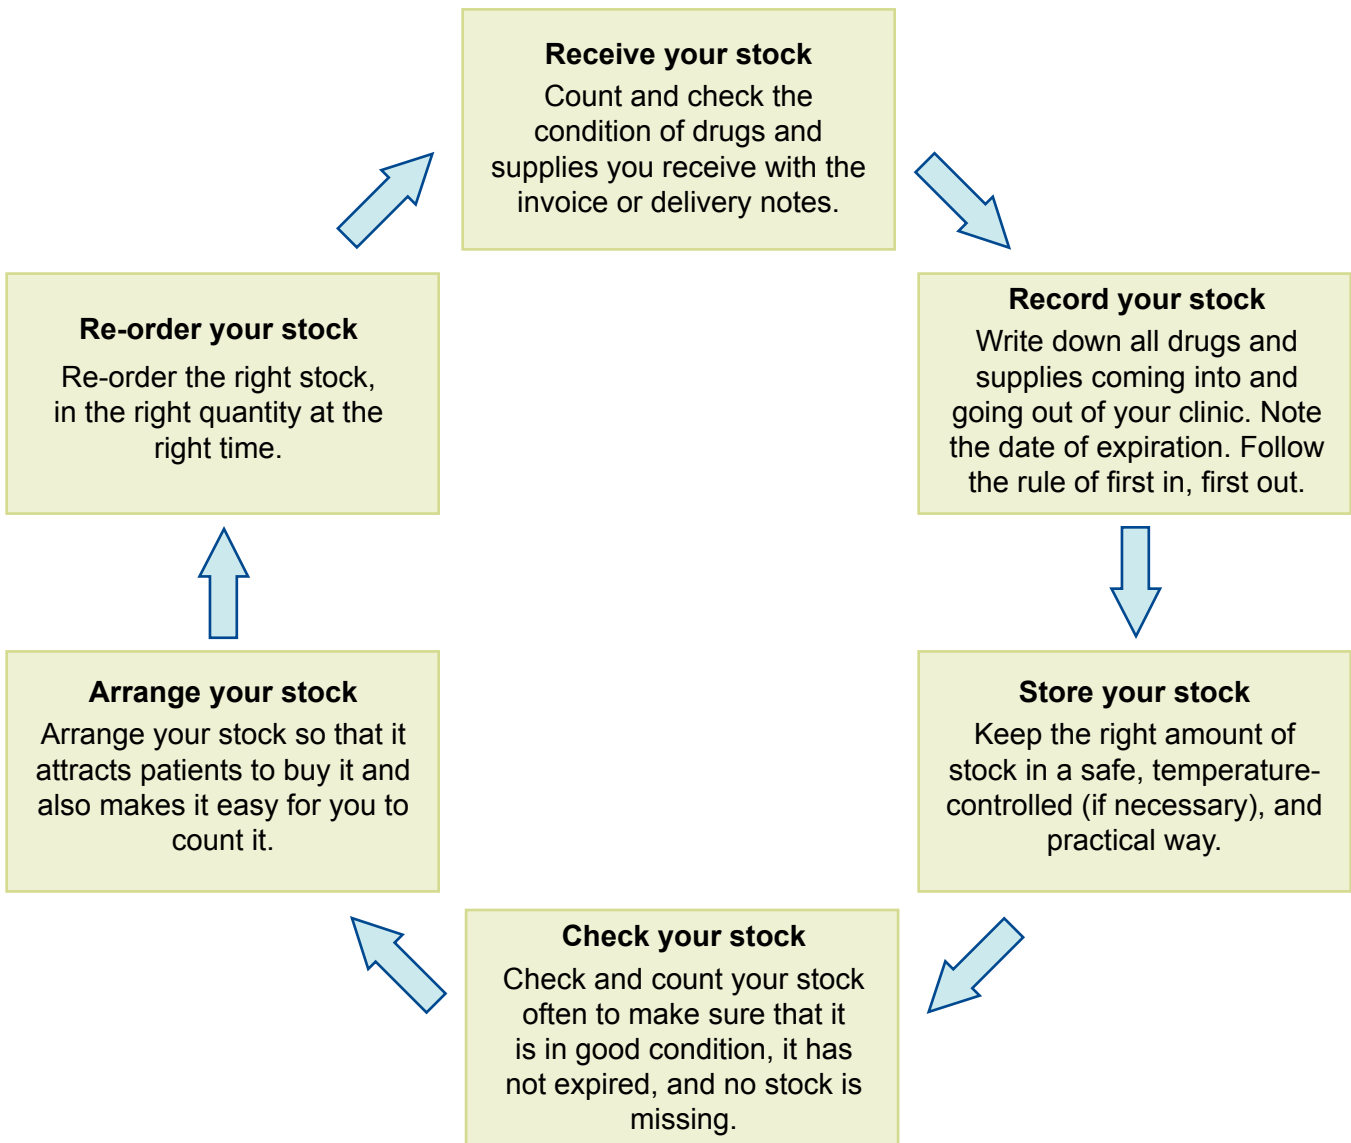 Receive your stock
Count and check the
condition of drugs and
supplies you receive with the
invoice or delivery notes.
Record your stock
Write down all drugs and
supplies coming into and
going out of your clinic. Note
the date of expiration. Follow
the rule of first in, first out.
Store your stock
Keep the right amount of
stock in a safe, temperature-
controlled (if necessary), and
practical way.
Check your stock
Check and count your stock
often to make sure that it
is in good condition, it has
not expired, and no stock is
missing.
Arrange your stock
Arrange your stock so that it
attracts patients to buy it and
also makes it easy for you to
count it.
Re-order your stock
Re-order the right stock,
in the right quantity at the
right time.